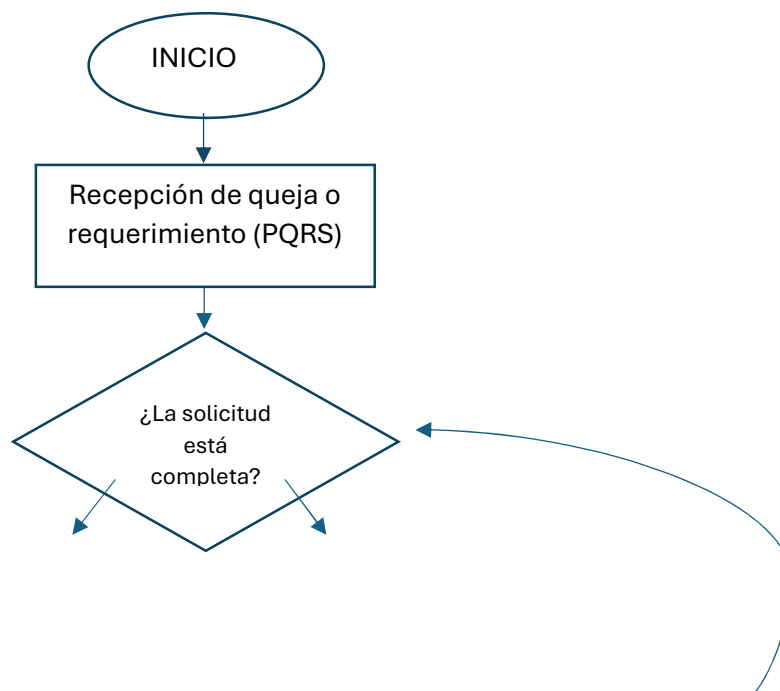 INICIO
Recepción de queja o
requerimiento (PQRS)
¿La solicitud
está
completa?